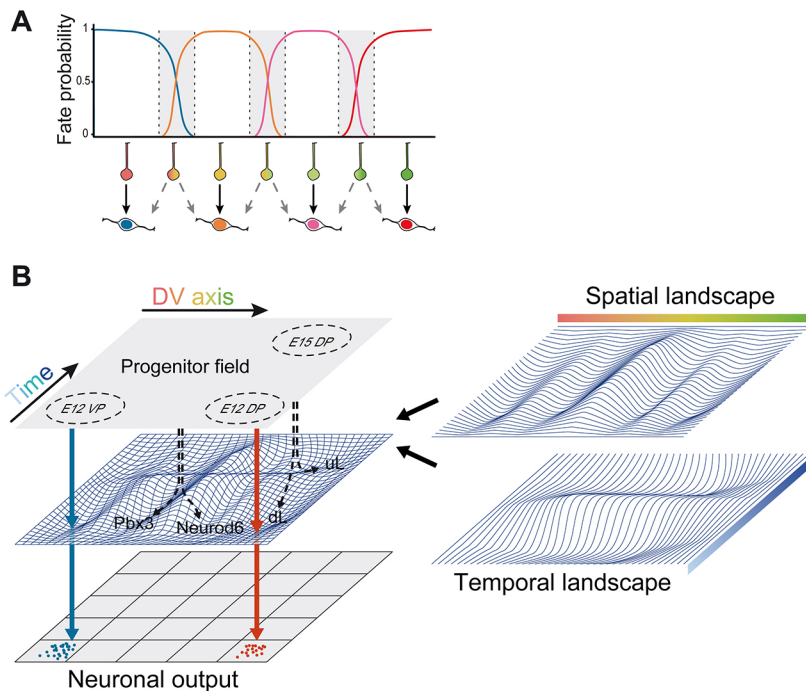 A
Fate probability
1
0.5
1
B
DV axis
Time
Progenitor field
E15 DP
E12 VP
E12 DP
Spatial landscape
uL
Pbx3
Neurod6
dL
Temporal landscape
Neuronal output